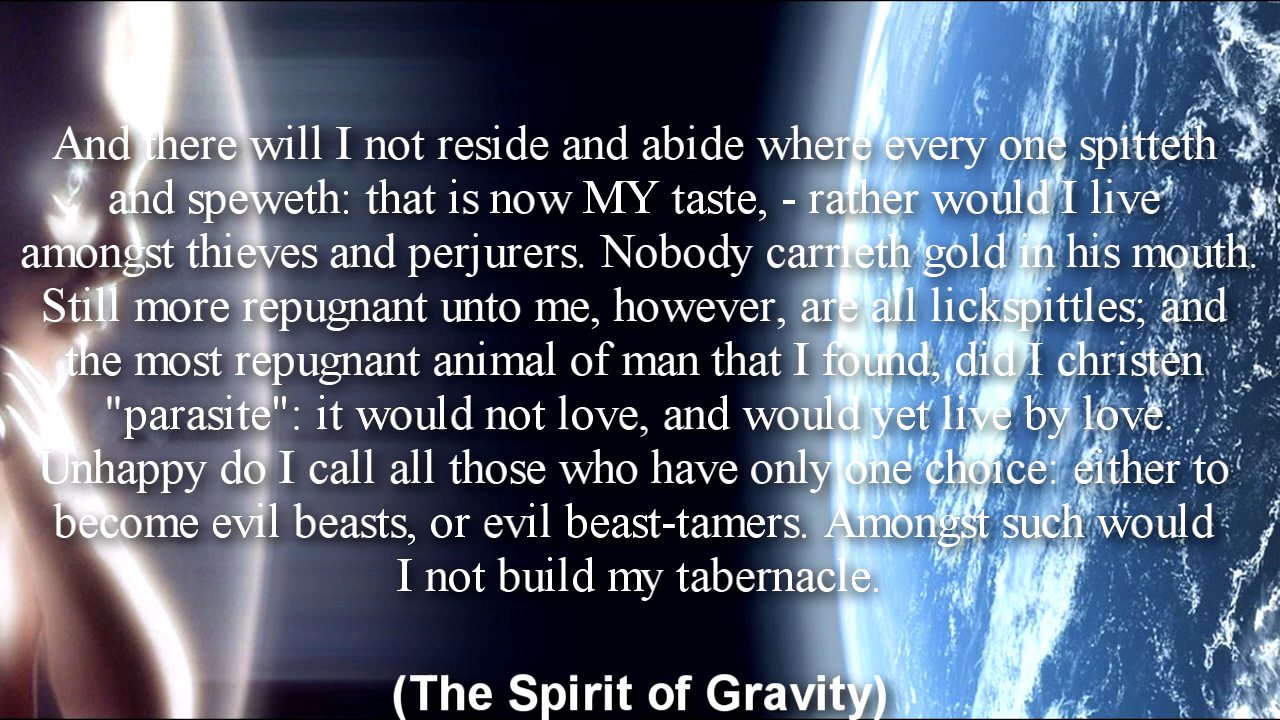 And there will I not reside and abide where every one spitteth
and speweth: that is now MY taste, - rather would I live
amongst thieves and perjurers. Nobody carrieth gold in his mouth.
Still more repugnant unto me, however, are all lickspittles; and
the most repugnant animal of man that I found, did I christen
"parasite": it would not love, and would yet live by love.
Unhappy do I call all those who have only one choice: either to
become evil beasts, or evil beast-tamers. Amongst such would
I not build my tabernacle.
(The Spirit of Gravity)